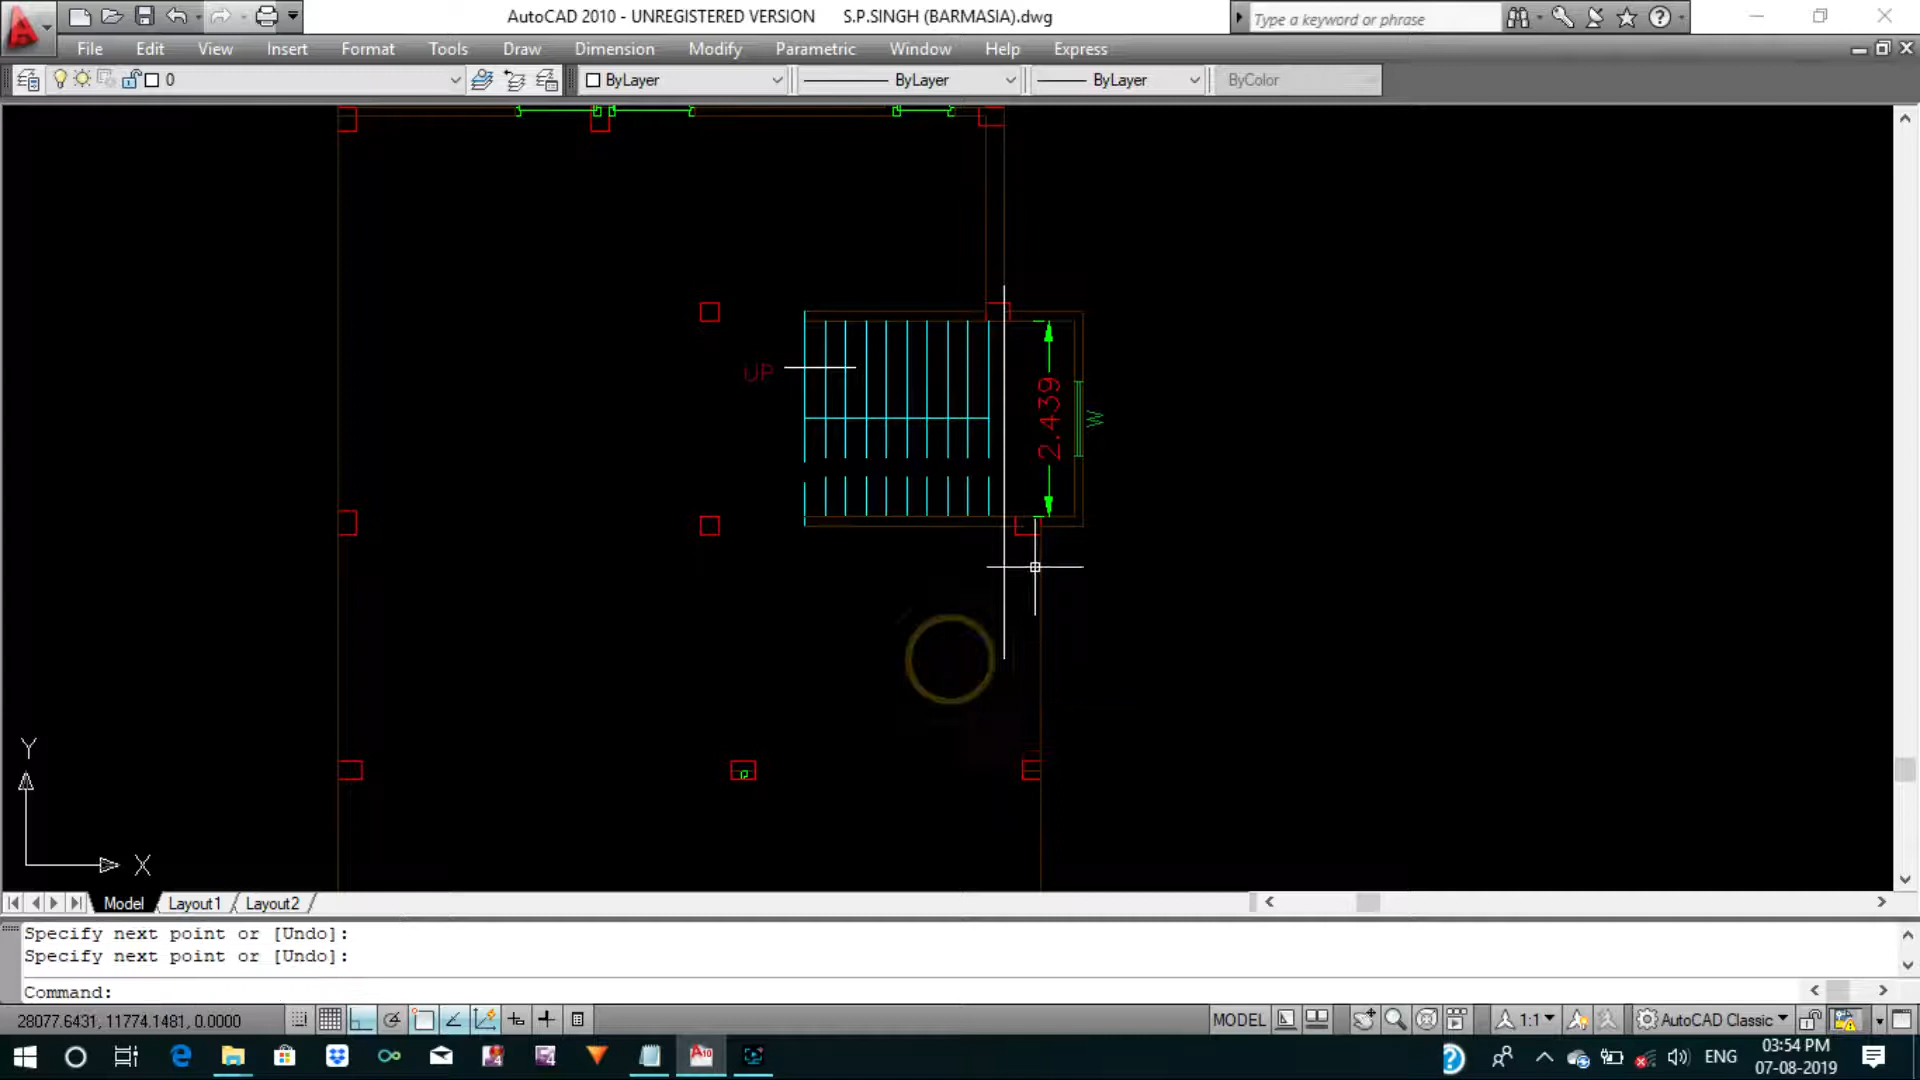 AutoCAD 2010 - UNREGISTERED VERSION S.P.SINGH (BARMASIA).dwg
Type a keyword or phrase
File Edit View Insert Format Tools Draw Dimension Modify Parametric Window Help Express
0 ByLayer ByLayer ByLayer ByColor
UP
2.439
W
Y
X
Model Layout1 Layout2
Specify next point or [Undo]:
Specify next point or [Undo]:
Command:
28077.6431, 11774.1481, 0.0000 MODEL 1:1 AutoCAD Classic
ENG 03:54 PM
07-08-2019